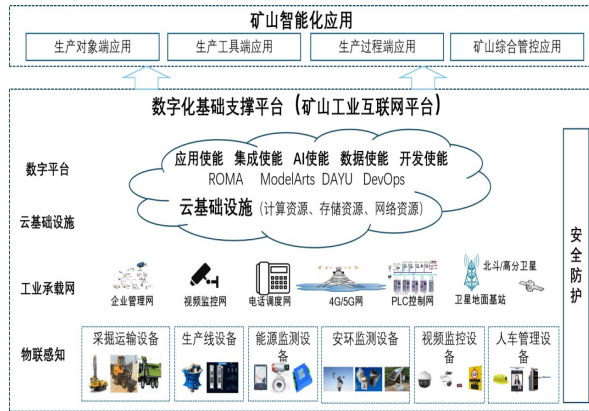 矿山智能化应用
生产对象端应用 生产工具端应用 生产过程端应用 矿山综合管控应用
数字化基础支撑平台（矿山工业互联网平台）
数字平台
应用使能 集成使能 AI使能 数据使能 开发使能
ROMA ModelArts DAYU DevOps
云基础设施
云基础设施（计算资源、存储资源、网络资源）
安全防护
工业承载网
企业管理网 视频监控网 电话调度网 4G/5G网 PLC控制网 卫星地面基站
北斗/高分卫星
物联感知
采掘运输设备 生产线设备 能源监测设备 安环监测设备 视频监控设备 人车管理设备